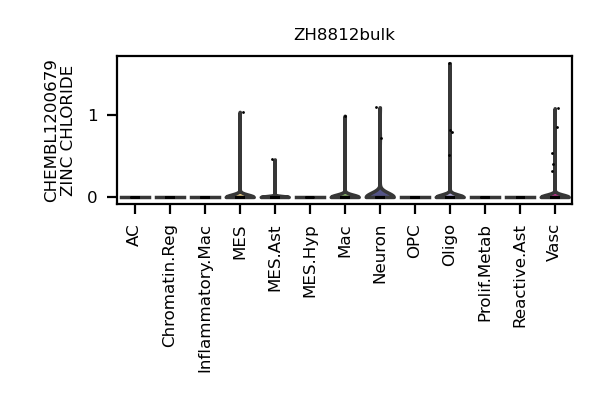 ZH8812bulk
CHEMBL1200679
ZINC CHLORIDE
1
0
AC
Chromatin.Reg
Inflammatory.Mac
MES
MES.Ast
MES.Hyp
Mac
Neuron
OPC
Oligo
Prolif.Metab
Reactive.Ast
Vasc